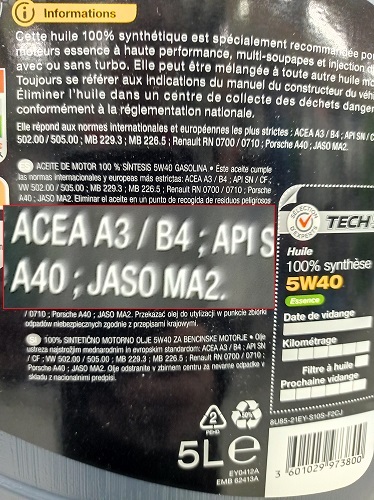 Informations
Cette huile 100% synthétique est spécialement recommandée po
moteurs essence à haute performance, multi-soupapes et injection d
avec ou sans turbo. Elle peut être mélangée à toute autre huile mo
Toujours se référer aux indications du manuel du constructeur du véh
Éliminer l'huile dans un centre de collecte des déchets danger
conformément à la réglementation nationale.
Elle répond aux normes internationales et européennes les plus strictes : ACEA A3 / B4 ; API SN / C
502.00 / 505.00 ; MB 229.3 ; MB 226.5 ; Renault RN 0700 / 0710 ; Porsche
A40 ; JASO MA2.
ACEITE DE MOTOR 100 % SÍNTESIS 5W40 GASOLINA • Este aceite cumple
las normas internacionales y europeas más estrictas: ACEA A3 / B4 ; API SN / CF ;
VW 502.00 / 505.00 ; MB 229.3 ; MB 226.5 ; Renault RN 0700 / 0710 ; Porsche
A40 ; JASO MA2. Eliminar el aceite en un punto de recogida de residuos peligrosos
ACEA A3 / B4 ; API S
A40 ; JASO MA2.
/ 0710 ; Porsche A40 ; JASO MA2. Przekazać olej do utylizacji w punkcie zbiórki
odpadów niebezpiecznych zgodnie z przepisami krajowymi.
100% SINTETIČNO MOTORNO OLJE 5W40 ZA BENCINSKE MOTORJE • Olje
ustreza najstrožjim mednarodnim in evropskim standardom: ACEA A3 / B4 ; API SN
/ CF ; VW 502.00 / 505.00 ; MB 229.3 ; MB 226.5 ; Renault RN 0700 / 0710 ;
Porsche A40 ; JASO MA2. Olje odstranite v zbirnem centru za nevarne odpadke v
skladu z nacionalnimi predpisi.
SÉLECTION
TECH
Huile
100% synthèse
5W40
Essence
Date de vidange
Kilométrage
Filtre à huile
Prochaine vidange
8U85-21EY-S10S-F2CJ
2
PEHD
50%
5L e
EY0412A
EMB 62413A
3 601029 973800